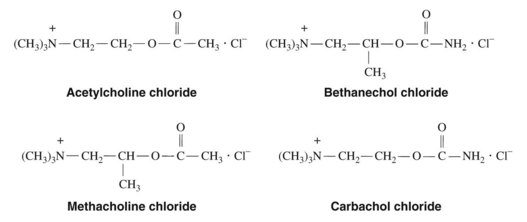 O
+
(CH₃)₃N—CH₂—CH₂—O—C—CH₃ · Cl⁻
Acetylcholine chloride
O
+
(CH₃)₃N—CH₂—CH—O—C—NH₂ · Cl⁻
CH₃
Bethanechol chloride
O
+
(CH₃)₃N—CH₂—CH—O—C—CH₃ · Cl⁻
CH₃
Methacholine chloride
O
+
(CH₃)₃N—CH₂—CH₂—O—C—NH₂ · Cl⁻
Carbachol chloride